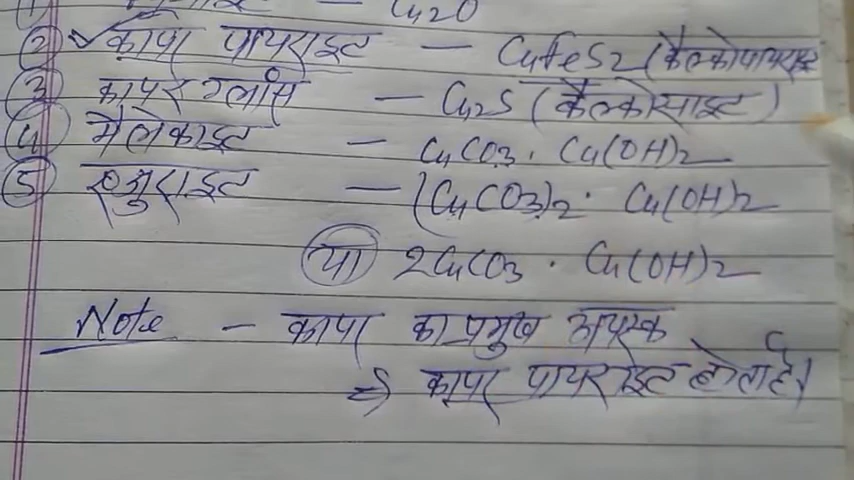 — Cu2O
② ✓ कापर पायराइट — CuFeS2 (कैल्कोपायराइट
③ कापर ग्लांस — Cu2S (कैल्कोसाइट)
④ मैलेकाइट — CuCO3 . Cu(OH)2
⑤ एजुराइट — (CuCO3)2 . Cu(OH)2
या 2CuCO3 . Cu(OH)2
Note — कापर का प्रमुख अयस्क
⇒ कापर पायराइट होता है।